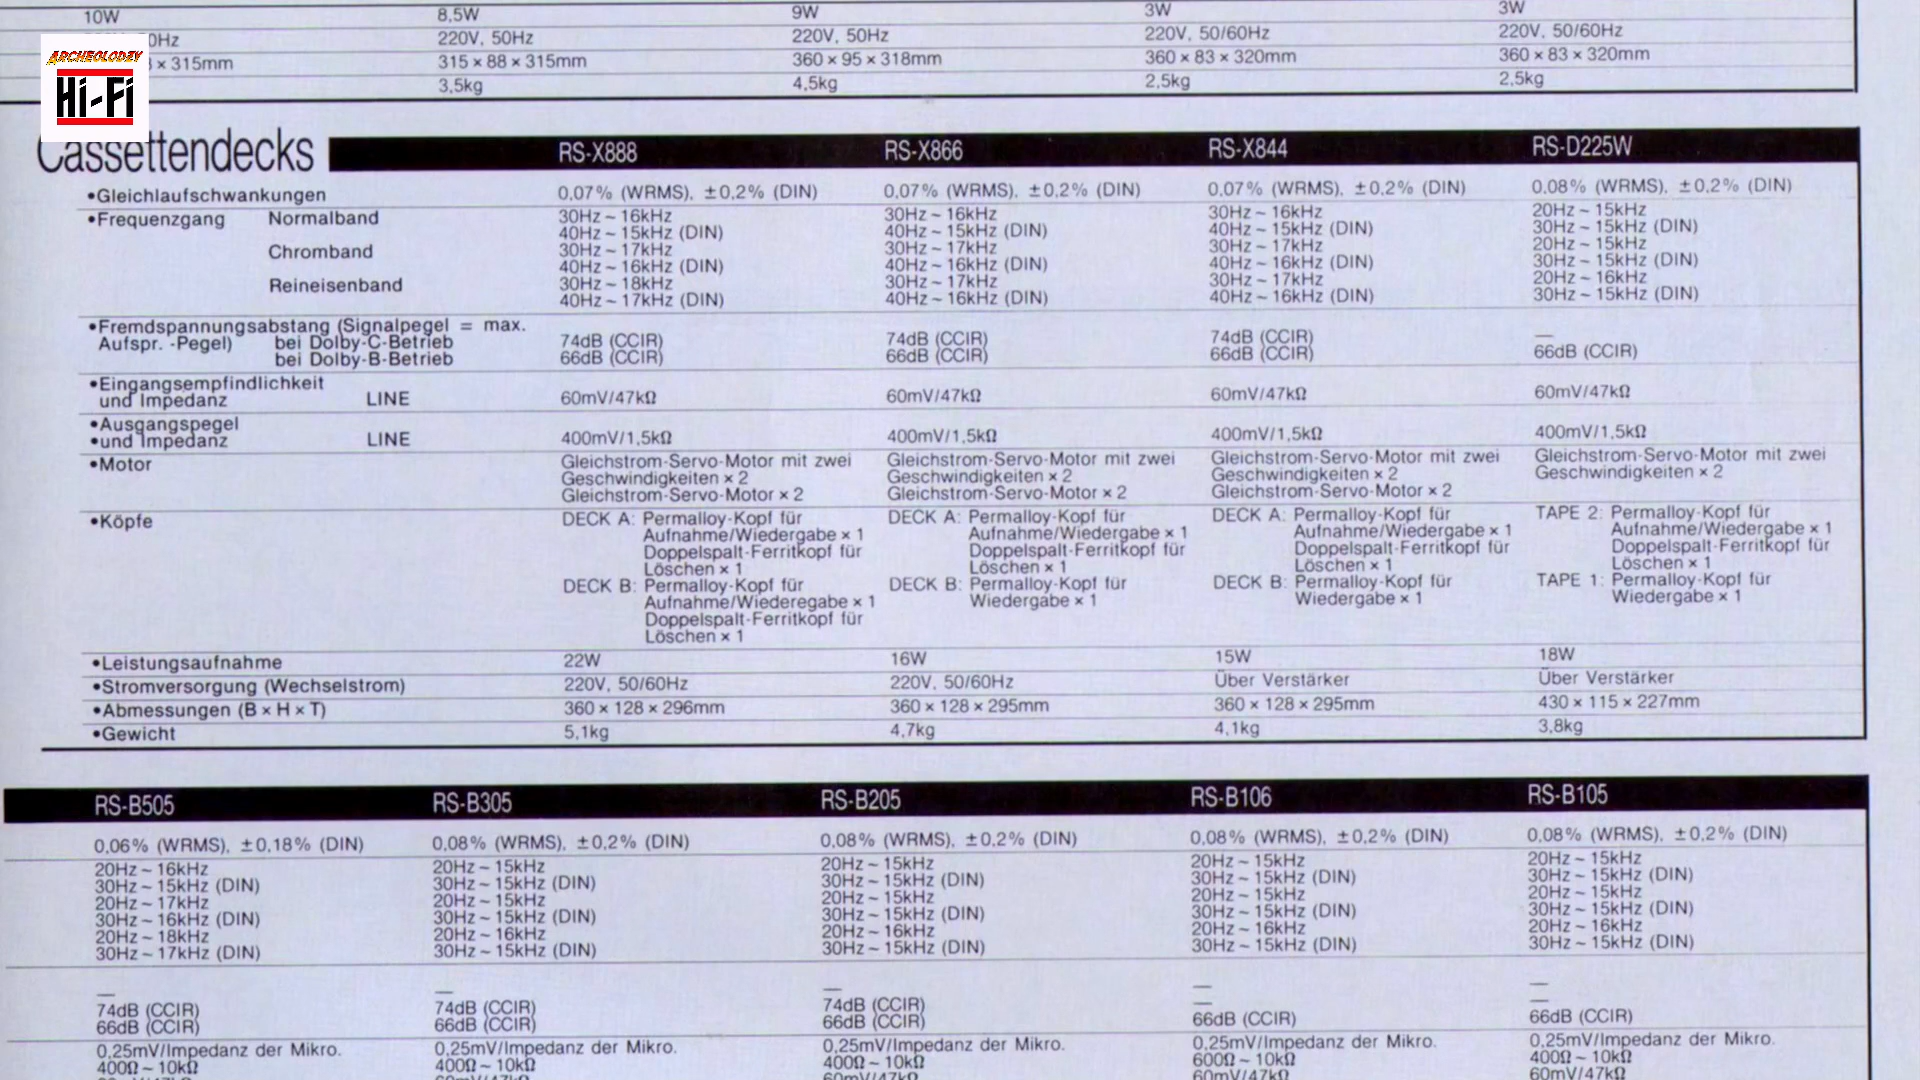 10W 8,5W 9W 3W 3W
0Hz 220V, 50Hz 220V, 50Hz 220V, 50/60Hz 220V, 50/60Hz
× 315mm 315 × 88 × 315mm 360 × 95 × 318mm 360 × 83 × 320mm 360 × 83 × 320mm
3,5kg 4,5kg 2,5kg 2,5kg
ARCHEOLODZY
Hi-Fi
Cassettendecks RS-X888 RS-X866 RS-X844 RS-D225W
•Gleichlaufschwankungen 0,07% (WRMS), ±0,2% (DIN) 0,07% (WRMS), ±0,2% (DIN) 0,07% (WRMS), ±0,2% (DIN) 0,08% (WRMS), ±0,2% (DIN)
•Frequenzgang Normalband 30Hz ~ 16kHz 30Hz ~ 16kHz 30Hz ~ 16kHz 20Hz ~ 15kHz
40Hz ~ 15kHz (DIN) 40Hz ~ 15kHz (DIN) 40Hz ~ 15kHz (DIN) 30Hz ~ 15kHz (DIN)
Chromband 30Hz ~ 17kHz 30Hz ~ 17kHz 30Hz ~ 17kHz 20Hz ~ 15kHz
40Hz ~ 16kHz (DIN) 40Hz ~ 16kHz (DIN) 40Hz ~ 16kHz (DIN) 30Hz ~ 15kHz (DIN)
Reineisenband 30Hz ~ 18kHz 30Hz ~ 17kHz 30Hz ~ 17kHz 20Hz ~ 16kHz
40Hz ~ 17kHz (DIN) 40Hz ~ 16kHz (DIN) 40Hz ~ 16kHz (DIN) 30Hz ~ 15kHz (DIN)
•Fremdspannungsabstang (Signalpegel = max.
Aufspr. -Pegel) bei Dolby-C-Betrieb 74dB (CCIR) 74dB (CCIR) 74dB (CCIR) —
bei Dolby-B-Betrieb 66dB (CCIR) 66dB (CCIR) 66dB (CCIR) 66dB (CCIR)
•Eingangsempfindlichkeit
und Impedanz LINE 60mV/47kΩ 60mV/47kΩ 60mV/47kΩ 60mV/47kΩ
•Ausgangspegel
•und Impedanz LINE 400mV/1,5kΩ 400mV/1,5kΩ 400mV/1,5kΩ 400mV/1,5kΩ
•Motor Gleichstrom-Servo-Motor mit zwei Gleichstrom-Servo-Motor mit zwei Gleichstrom-Servo-Motor mit zwei Gleichstrom-Servo-Motor mit zwei
Geschwindigkeiten × 2 Geschwindigkeiten × 2 Geschwindigkeiten × 2 Geschwindigkeiten × 2
Gleichstrom-Servo-Motor × 2 Gleichstrom-Servo-Motor × 2 Gleichstrom-Servo-Motor × 2
•Köpfe DECK A: Permalloy-Kopf für DECK A: Permalloy-Kopf für DECK A: Permalloy-Kopf für TAPE 2: Permalloy-Kopf für
Aufnahme/Wiedergabe × 1 Aufnahme/Wiedergabe × 1 Aufnahme/Wiedergabe × 1 Aufnahme/Wiedergabe × 1
Doppelspalt-Ferritkopf für Doppelspalt-Ferritkopf für Doppelspalt-Ferritkopf für Doppelspalt-Ferritkopf für
Löschen × 1 Löschen × 1 Löschen × 1 Löschen × 1
DECK B: Permalloy-Kopf für DECK B: Permalloy-Kopf für DECK B: Permalloy-Kopf für TAPE 1: Permalloy-Kopf für
Aufnahme/Wiederegabe × 1 Wiedergabe × 1 Wiedergabe × 1 Wiedergabe × 1
Doppelspalt-Ferritkopf für
Löschen × 1
•Leistungsaufnahme 22W 16W 15W 18W
•Stromversorgung (Wechselstrom) 220V, 50/60Hz 220V, 50/60Hz Über Verstärker Über Verstärker
•Abmessungen (B × H × T) 360 × 128 × 296mm 360 × 128 × 295mm 360 × 128 × 295mm 430 × 115 × 227mm
•Gewicht 5,1kg 4,7kg 4,1kg 3,8kg
RS-B505 RS-B305 RS-B205 RS-B106 RS-B105
0,06% (WRMS), ±0,18% (DIN) 0,08% (WRMS), ±0,2% (DIN) 0,08% (WRMS), ±0,2% (DIN) 0,08% (WRMS), ±0,2% (DIN) 0,08% (WRMS), ±0,2% (DIN)
20Hz ~ 16kHz 20Hz ~ 15kHz 20Hz ~ 15kHz 20Hz ~ 15kHz 20Hz ~ 15kHz
30Hz ~ 15kHz (DIN) 30Hz ~ 15kHz (DIN) 30Hz ~ 15kHz (DIN) 30Hz ~ 15kHz (DIN) 30Hz ~ 15kHz (DIN)
20Hz ~ 17kHz 20Hz ~ 15kHz 20Hz ~ 15kHz 20Hz ~ 15kHz 20Hz ~ 15kHz
30Hz ~ 16kHz (DIN) 30Hz ~ 15kHz (DIN) 30Hz ~ 15kHz (DIN) 30Hz ~ 15kHz (DIN) 30Hz ~ 15kHz (DIN)
20Hz ~ 18kHz 20Hz ~ 16kHz 20Hz ~ 16kHz 20Hz ~ 16kHz 20Hz ~ 16kHz
30Hz ~ 17kHz (DIN) 30Hz ~ 15kHz (DIN) 30Hz ~ 15kHz (DIN) 30Hz ~ 15kHz (DIN) 30Hz ~ 15kHz (DIN)
— — — — —
74dB (CCIR) 74dB (CCIR) 74dB (CCIR) — —
66dB (CCIR) 66dB (CCIR) 66dB (CCIR) 66dB (CCIR) 66dB (CCIR)
0,25mV/Impedanz der Mikro. 0,25mV/Impedanz der Mikro. 0,25mV/Impedanz der Mikro. 0,25mV/Impedanz der Mikro. 0,25mV/Impedanz der Mikro.
400Ω ~ 10kΩ 400Ω ~ 10kΩ 400Ω ~ 10kΩ 600Ω ~ 10kΩ 400Ω ~ 10kΩ
60mV/47kΩ 60mV/47kΩ 60mV/47kΩ